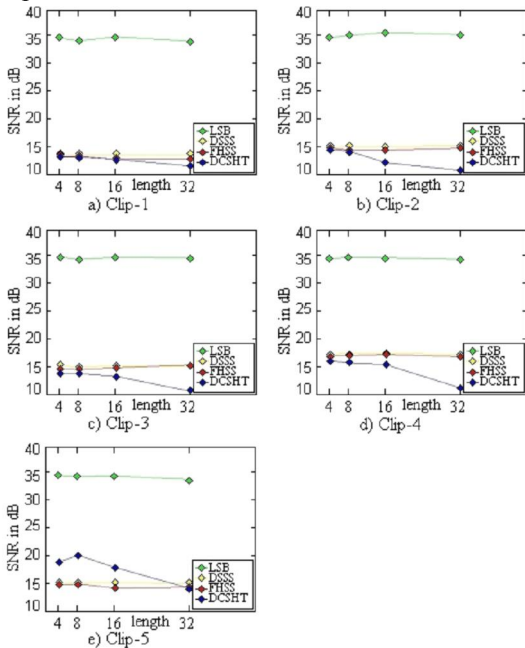 40 40
35 35
SNR in dB SNR in dB
30 30
25 25
20 20
15 15
10 10
LSB LSB
DSSS DSSS
FHSS FHSS
DCSHT DCSHT
4 8 16 length 32 4 8 16 length 32
a) Clip-1 b) Clip-2
40 40
35 35
SNR in dB SNR in dB
30 30
25 25
20 20
15 15
10 10
LSB LSB
DSSS DSSS
FHSS FHSS
DCSHT DCSHT
4 8 16 length 32 4 8 16 length 32
c) Clip-3 d) Clip-4
40
35
SNR in dB
30
25
20
15
10
LSB
DSSS
FHSS
DCSHT
4 8 16 length 32
e) Clip-5